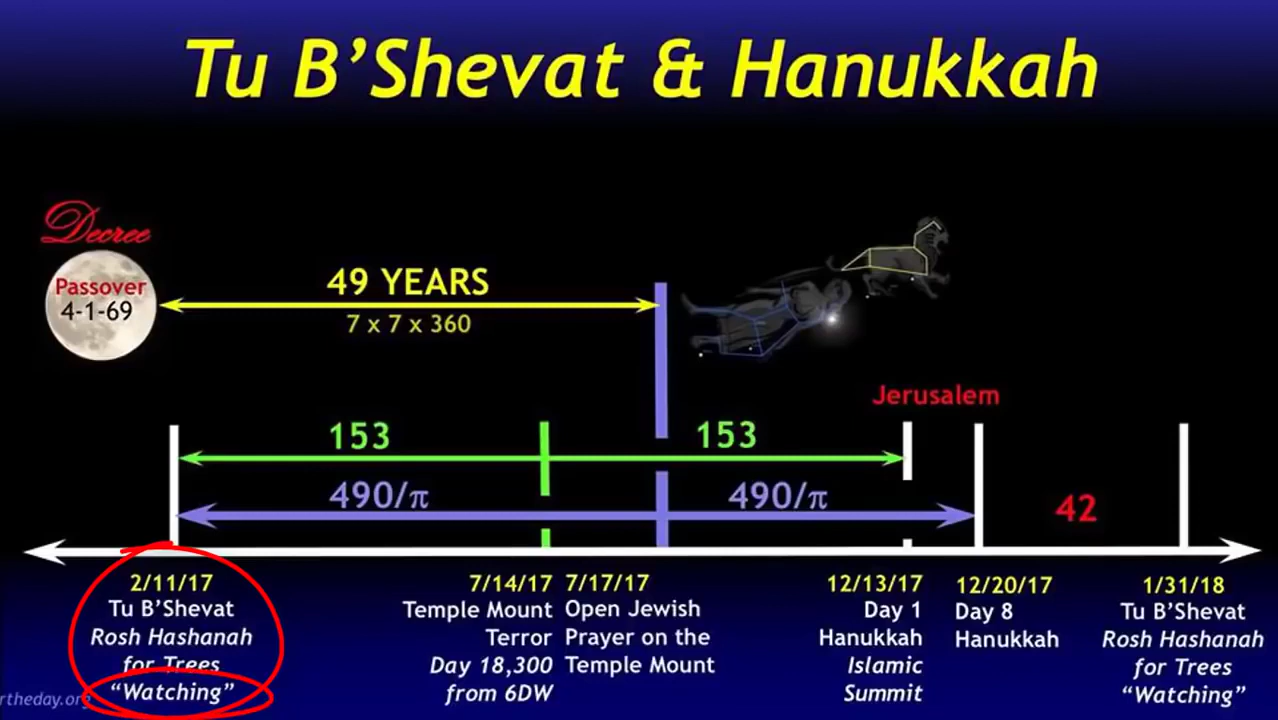 Tu B’Shevat & Hanukkah
Decree
Passover
4-1-69
49 YEARS
7 x 7 x 360
Jerusalem
153
153
490/π
490/π
42
2/11/17
Tu B’Shevat
Rosh Hashanah
for Trees
“Watching”
7/14/17
Temple Mount
Terror
Day 18,300
from 6DW
7/17/17
Open Jewish
Prayer on the
Temple Mount
12/13/17
Day 1
Hanukkah
Islamic
Summit
12/20/17
Day 8
Hanukkah
1/31/18
Tu B’Shevat
Rosh Hashanah
for Trees
“Watching”
rtheday.org